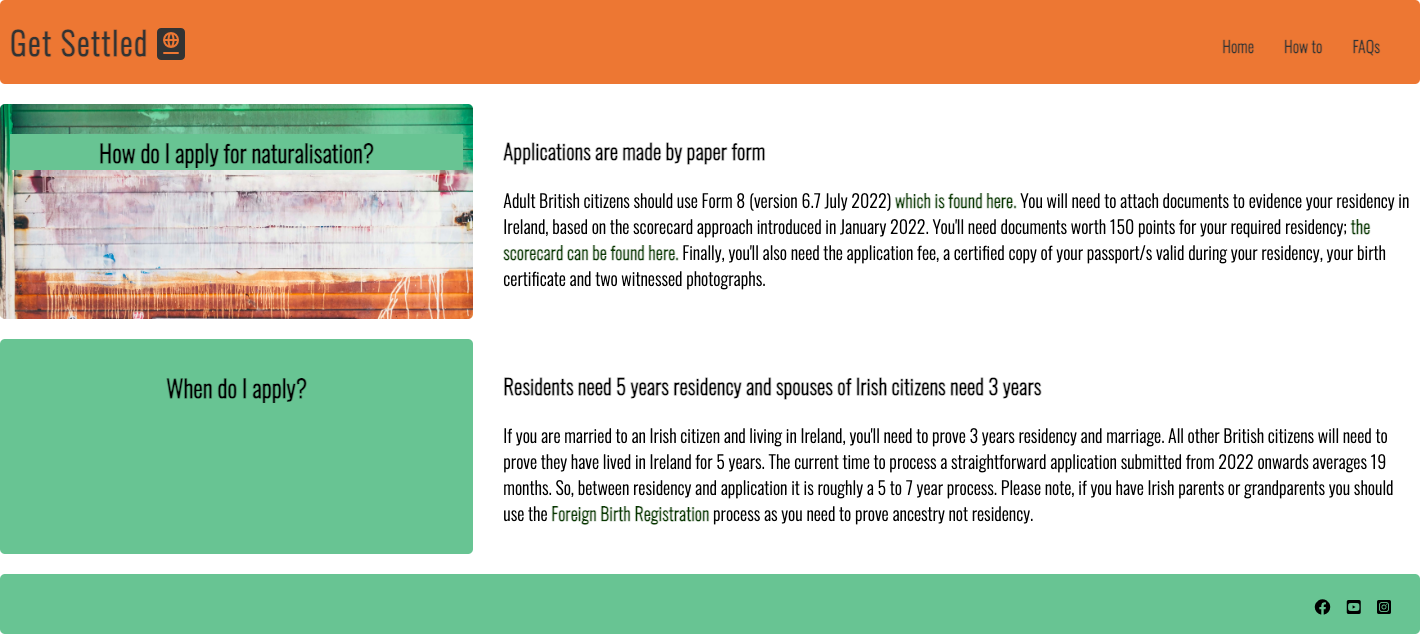 Get Settled
Home How to FAQs
How do I apply for naturalisation?
Applications are made by paper form
Adult British citizens should use Form 8 (version 6.7 July 2022) which is found here. You will need to attach documents to evidence your residency in
Ireland, based on the scorecard approach introduced in January 2022. You'll need documents worth 150 points for your required residency; the
scorecard can be found here. Finally, you'll also need the application fee, a certified copy of your passport/s valid during your residency, your birth
certificate and two witnessed photographs.
When do I apply?
Residents need 5 years residency and spouses of Irish citizens need 3 years
If you are married to an Irish citizen and living in Ireland, you'll need to prove 3 years residency and marriage. All other British citizens will need to
prove they have lived in Ireland for 5 years. The current time to process a straightforward application submitted from 2022 onwards averages 19
months. So, between residency and application it is roughly a 5 to 7 year process. Please note, if you have Irish parents or grandparents you should
use the Foreign Birth Registration process as you need to prove ancestry not residency.